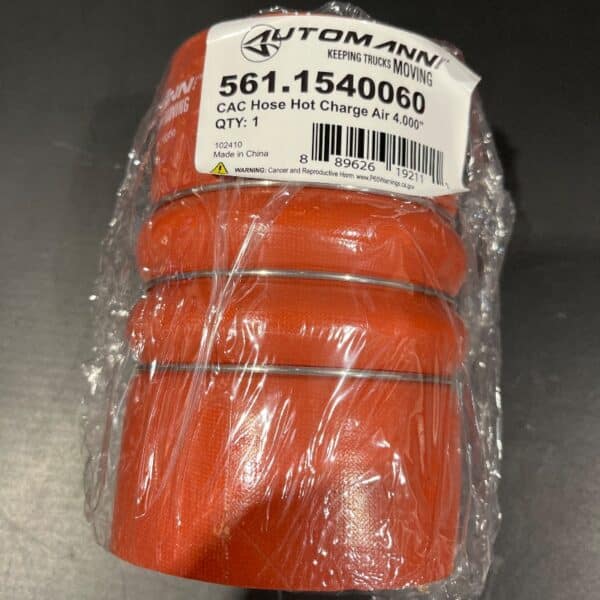 AUTOMANN
KEEPING TRUCKS MOVING
561.1540060
CAC Hose Hot Charge Air 4.000"
QTY: 1
102410
Made in China
8 89626 19211
WARNING: Cancer and Reproductive Harm www.P65Warnings.ca.gov